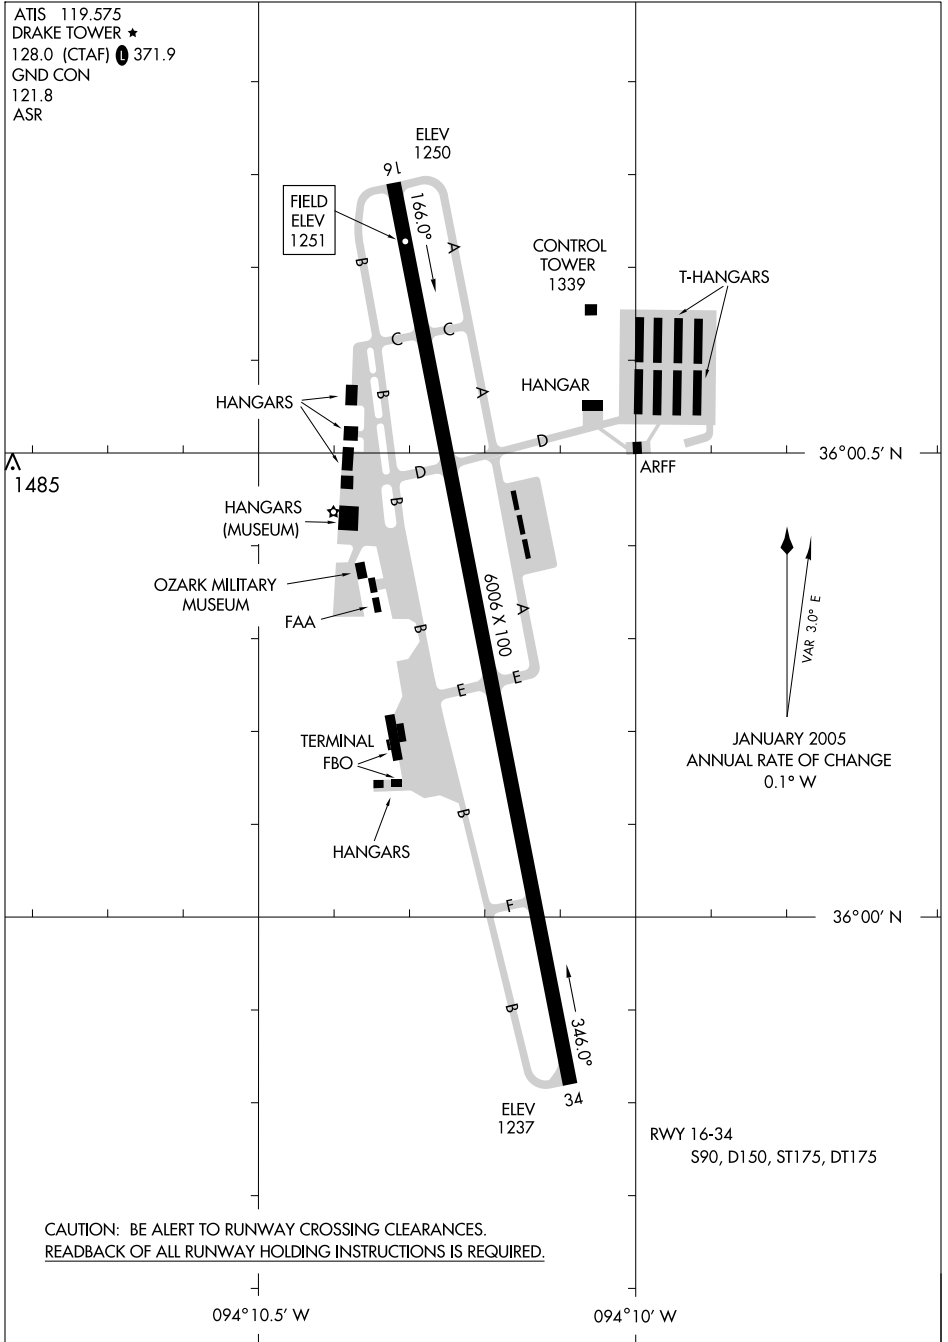 ATIS 119.575
DRAKE TOWER ★
128.0 (CTAF) L 371.9
GND CON
121.8
ASR
ELEV
1250
16
FIELD
ELEV
1251
166.0°
A
B
CONTROL
TOWER
1339
T-HANGARS
C
C
HANGAR
HANGARS
B
A
D
D
36°00.5' N
ARFF
1485
B
HANGARS
(MUSEUM)
OZARK MILITARY
MUSEUM
FAA
6006 X 100
A
B
VAR 3.0° E
E
E
TERMINAL
FBO
JANUARY 2005
ANNUAL RATE OF CHANGE
0.1° W
B
HANGARS
F
36°00' N
B
346.0°
34
ELEV
1237
RWY 16-34
S90, D150, ST175, DT175
CAUTION: BE ALERT TO RUNWAY CROSSING CLEARANCES.
READBACK OF ALL RUNWAY HOLDING INSTRUCTIONS IS REQUIRED.
094°10.5' W
094°10' W